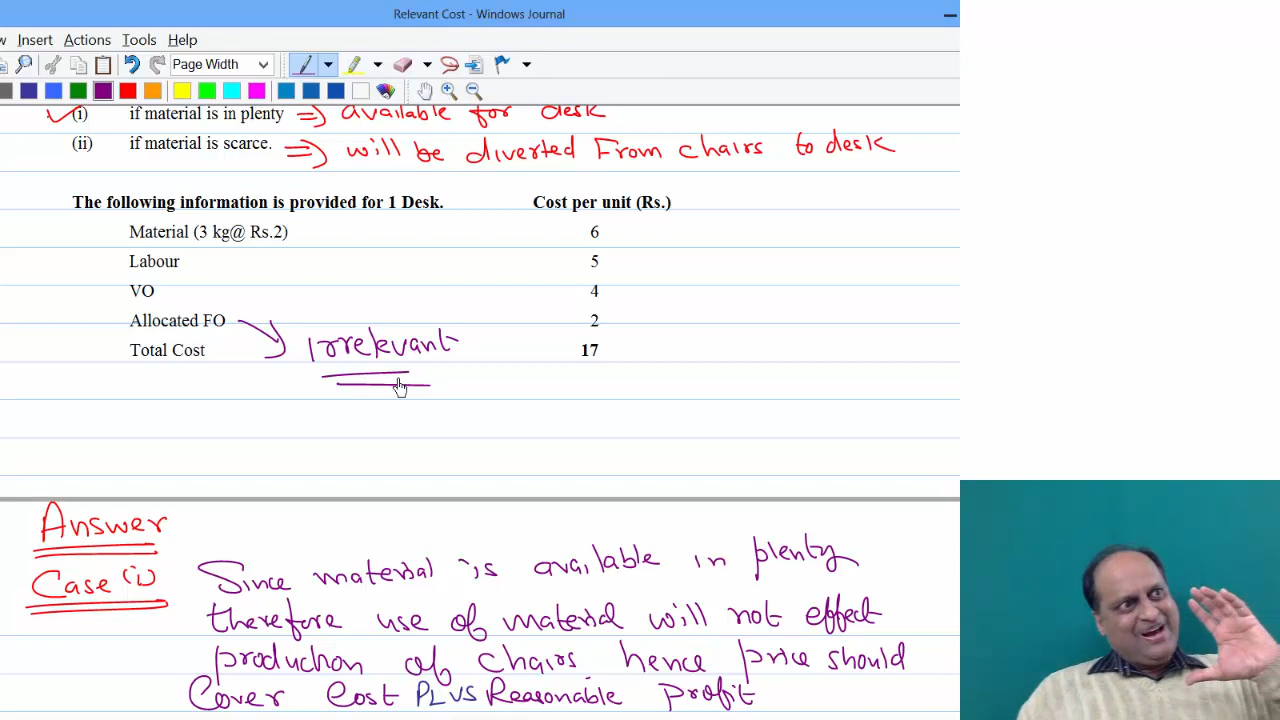 Relevant Cost - Windows Journal
Insert Actions Tools Help
Page Width
(i) if material is in plenty => available for desk
(ii) if material is scarce. => will be diverted From chairs to desk
The following information is provided for 1 Desk. Cost per unit (Rs.)
Material (3 kg@ Rs.2) 6
Labour 5
VO 4
Allocated FO 2
Irrelevant
Total Cost 17
Answer
Case (i)
Since material is available in plenty
therefore use of material will not effect
production of chairs hence price should
Cover Cost PLVS Reasonable profit